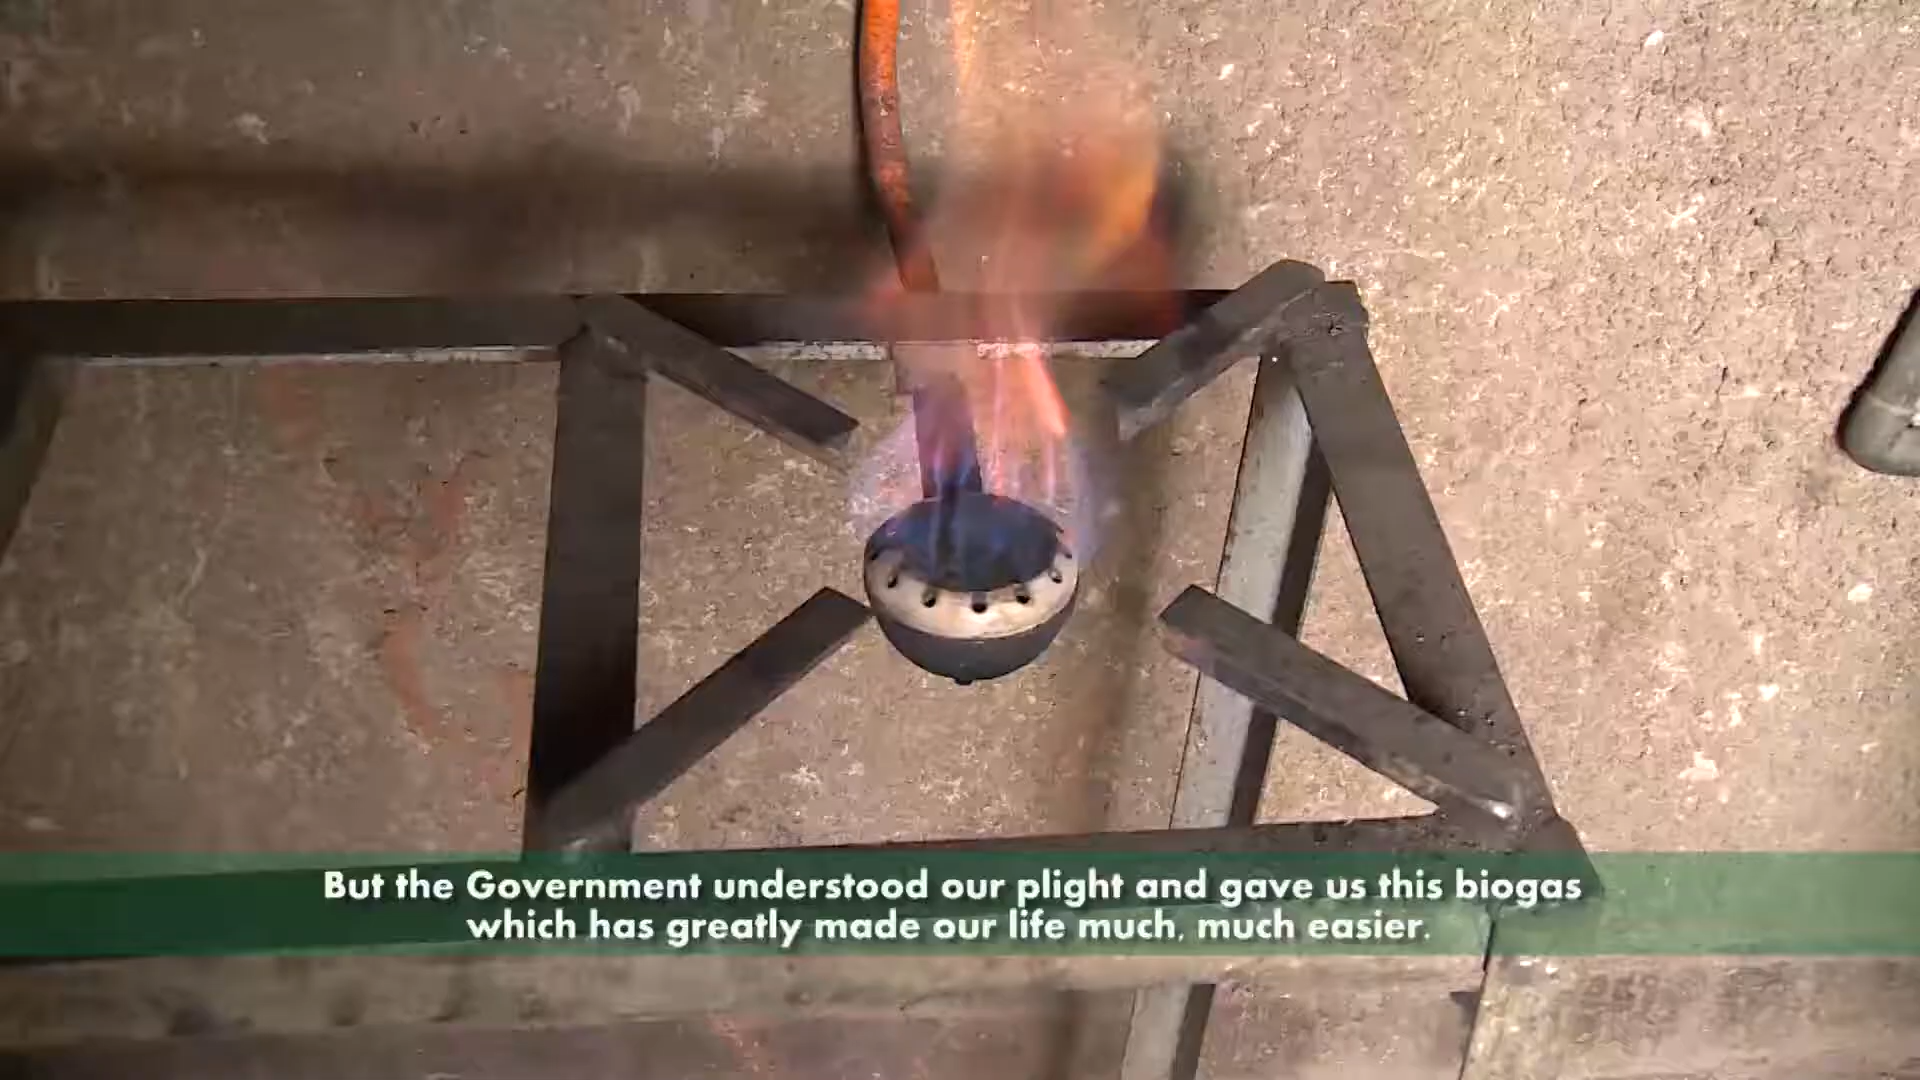 But the Government understood our plight and gave us this biogas
which has greatly made our life much, much easier.